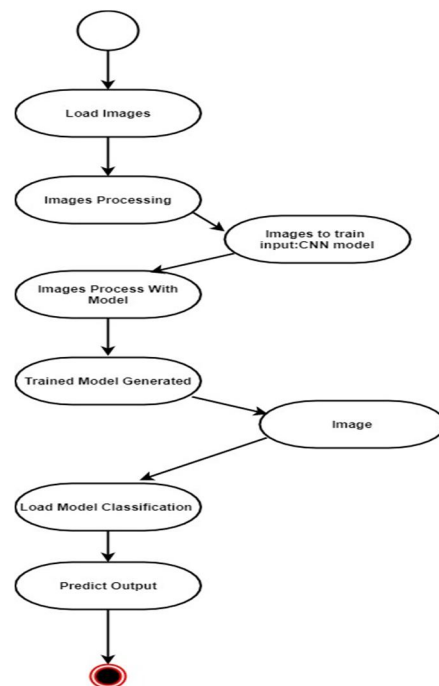 Load Images
Images Processing
Images to train
input:CNN model
Images Process With
Model
Trained Model Generated
Image
Load Model Classification
Predict Output